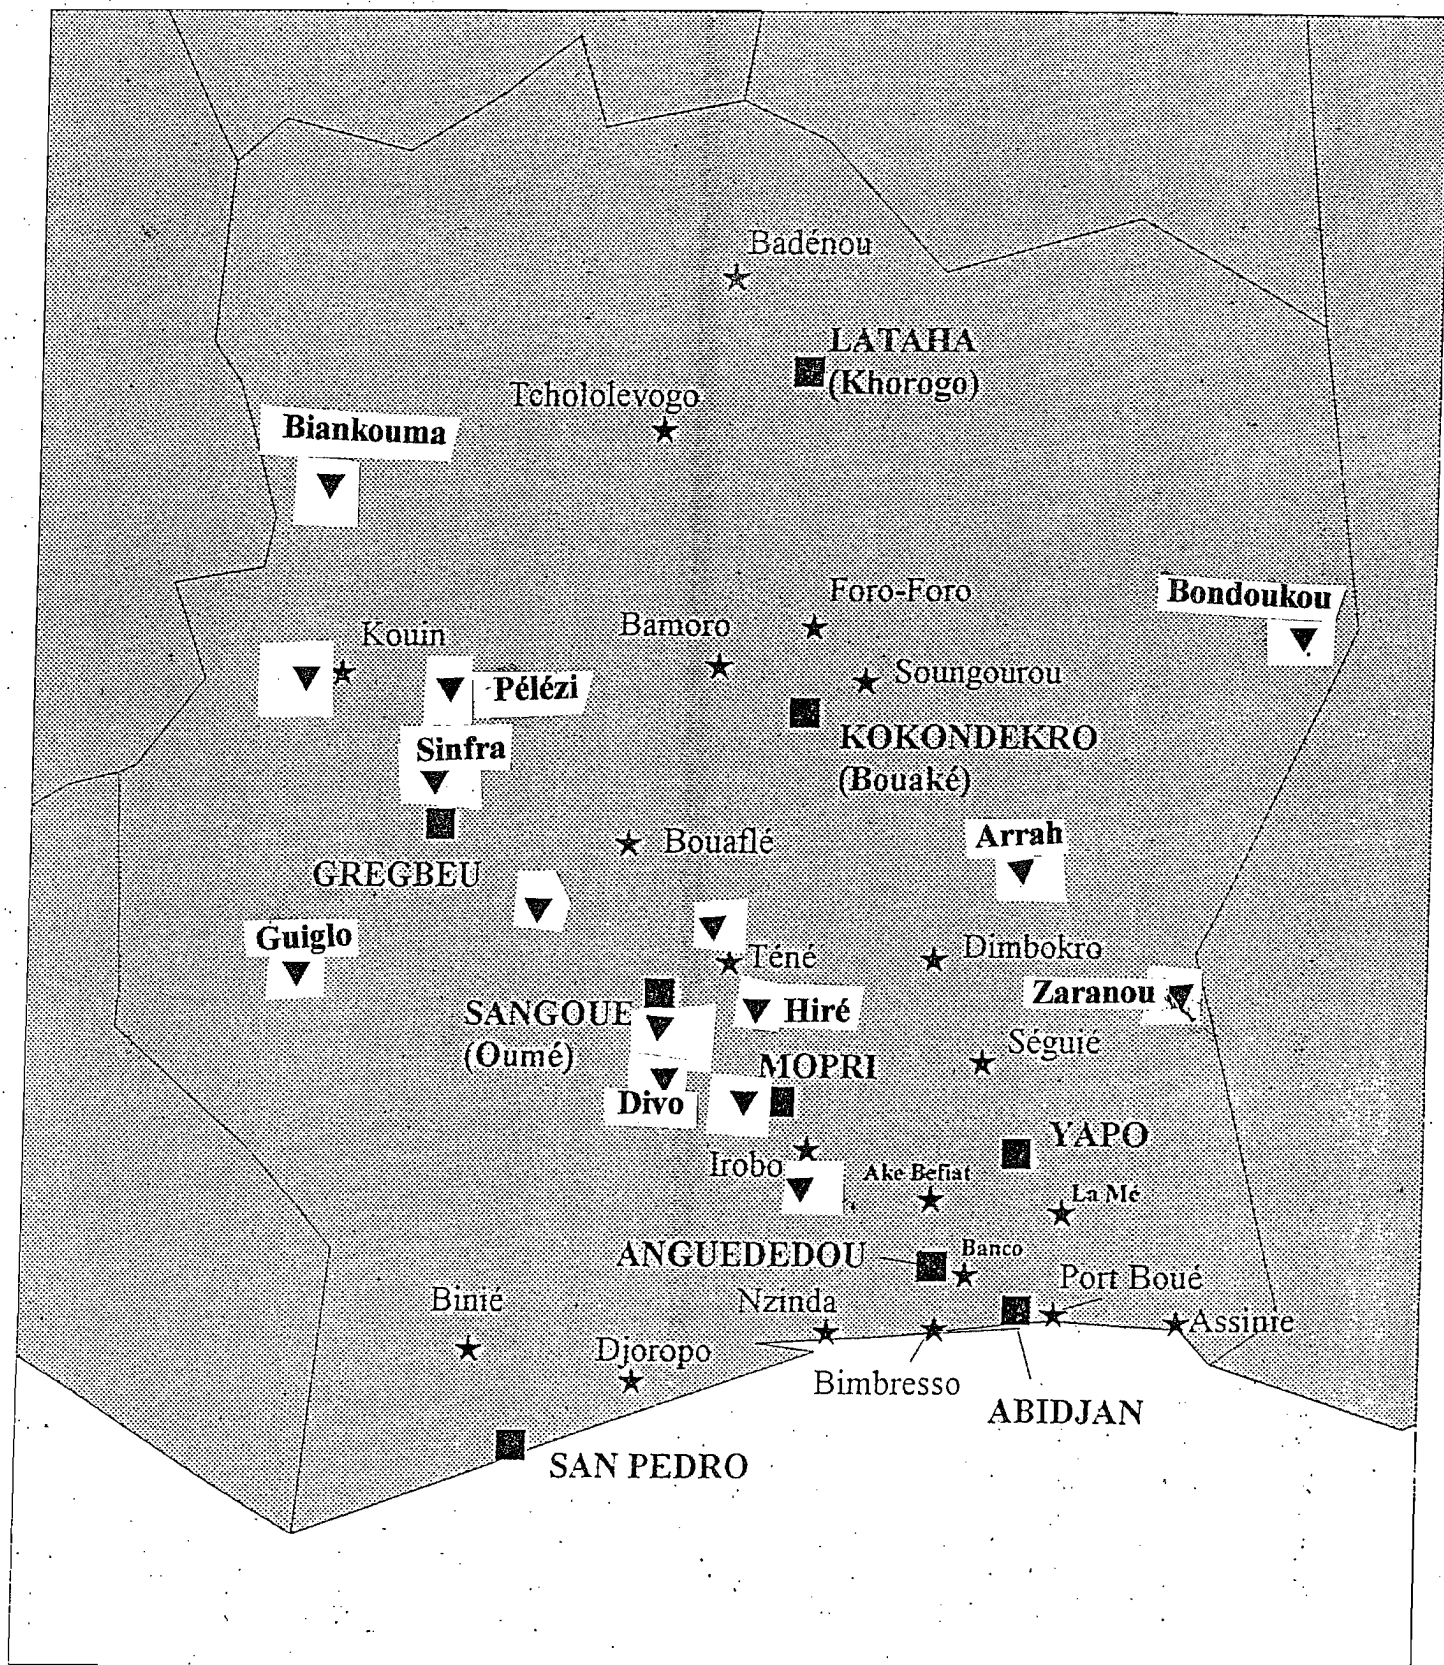 Badénou
LATAHA
(Khorogo)
Tchololevogo
Biankouma
Foro-Foro
Bondoukou
Bamoro
Kouin
Soungourou
Pélézi
KOKONDEKRO
(Bouaké)
Sinfra
Arrah
Bouaflé
GREGBEU
Guiglo
Téné
Dimbokro
Zaranou
SANGOUE
(Oumé)
Hiré
Séguié
MOPRI
Divo
YAPO
Irobo
Ake Befiat
La Mé
ANGUEDEDOU
Banco
Port Boué
Binié
Nzinda
Assinie
Djoropo
Bimbresso
ABIDJAN
SAN PEDRO